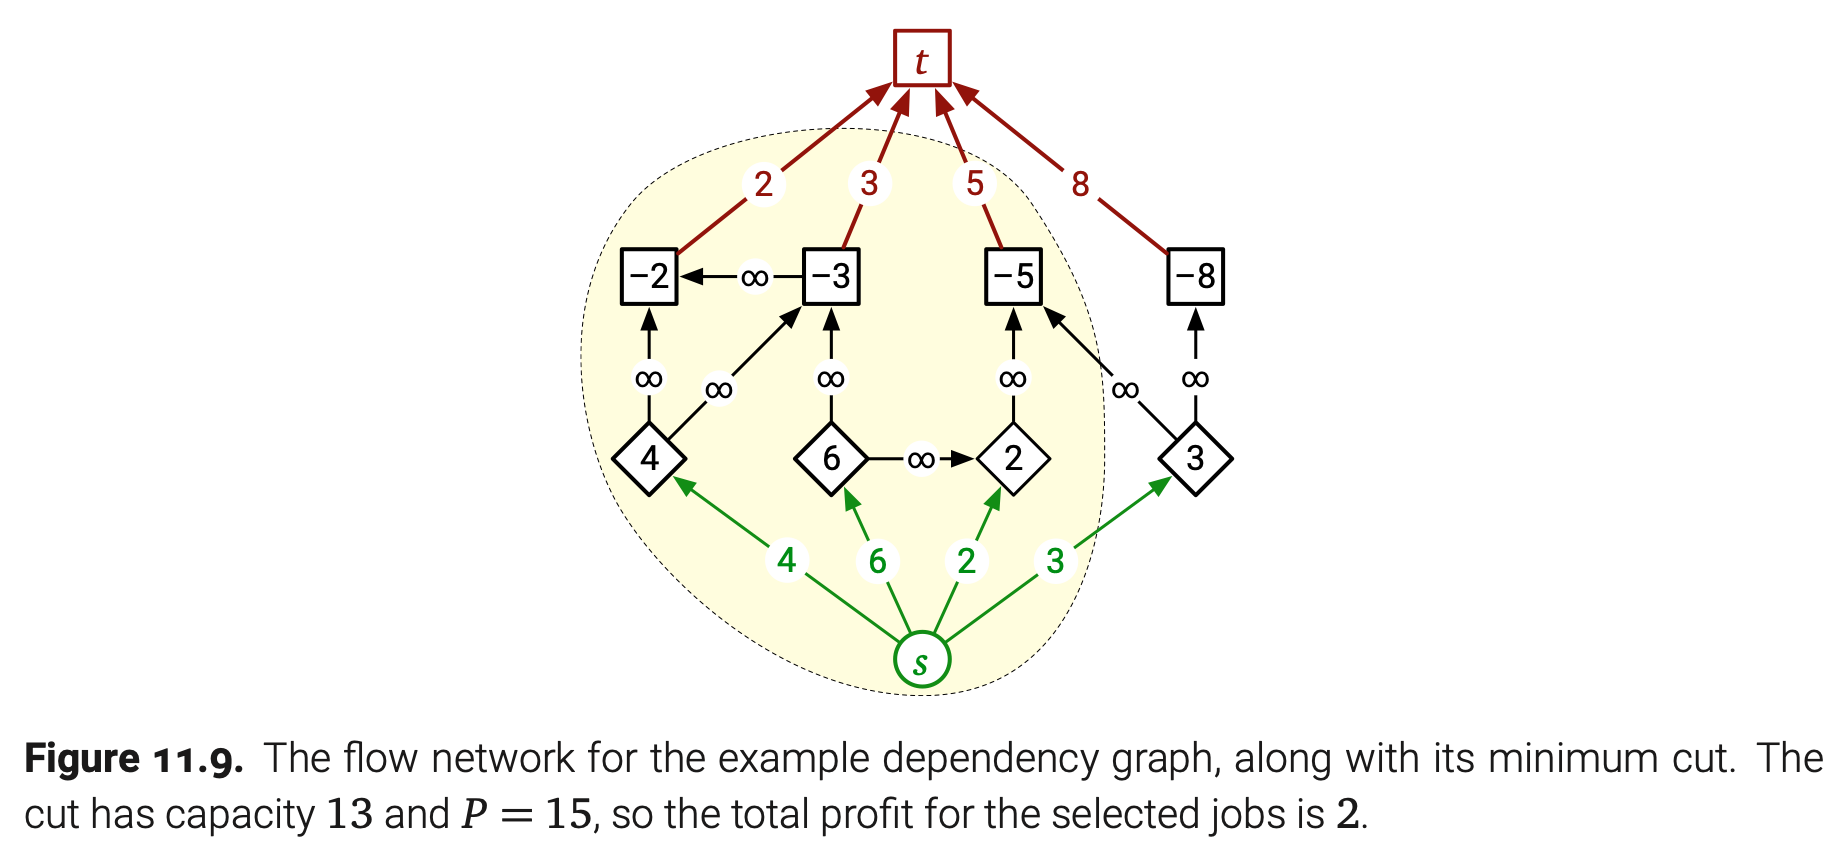 t
2 3 5 8
−2 ∞ −3 −5 −8
∞ ∞ ∞ ∞ ∞ ∞
4 6 ∞ 2 3
4 6 2 3
s
Figure 11.9. The flow network for the example dependency graph, along with its minimum cut. The
cut has capacity 13 and P = 15, so the total profit for the selected jobs is 2.